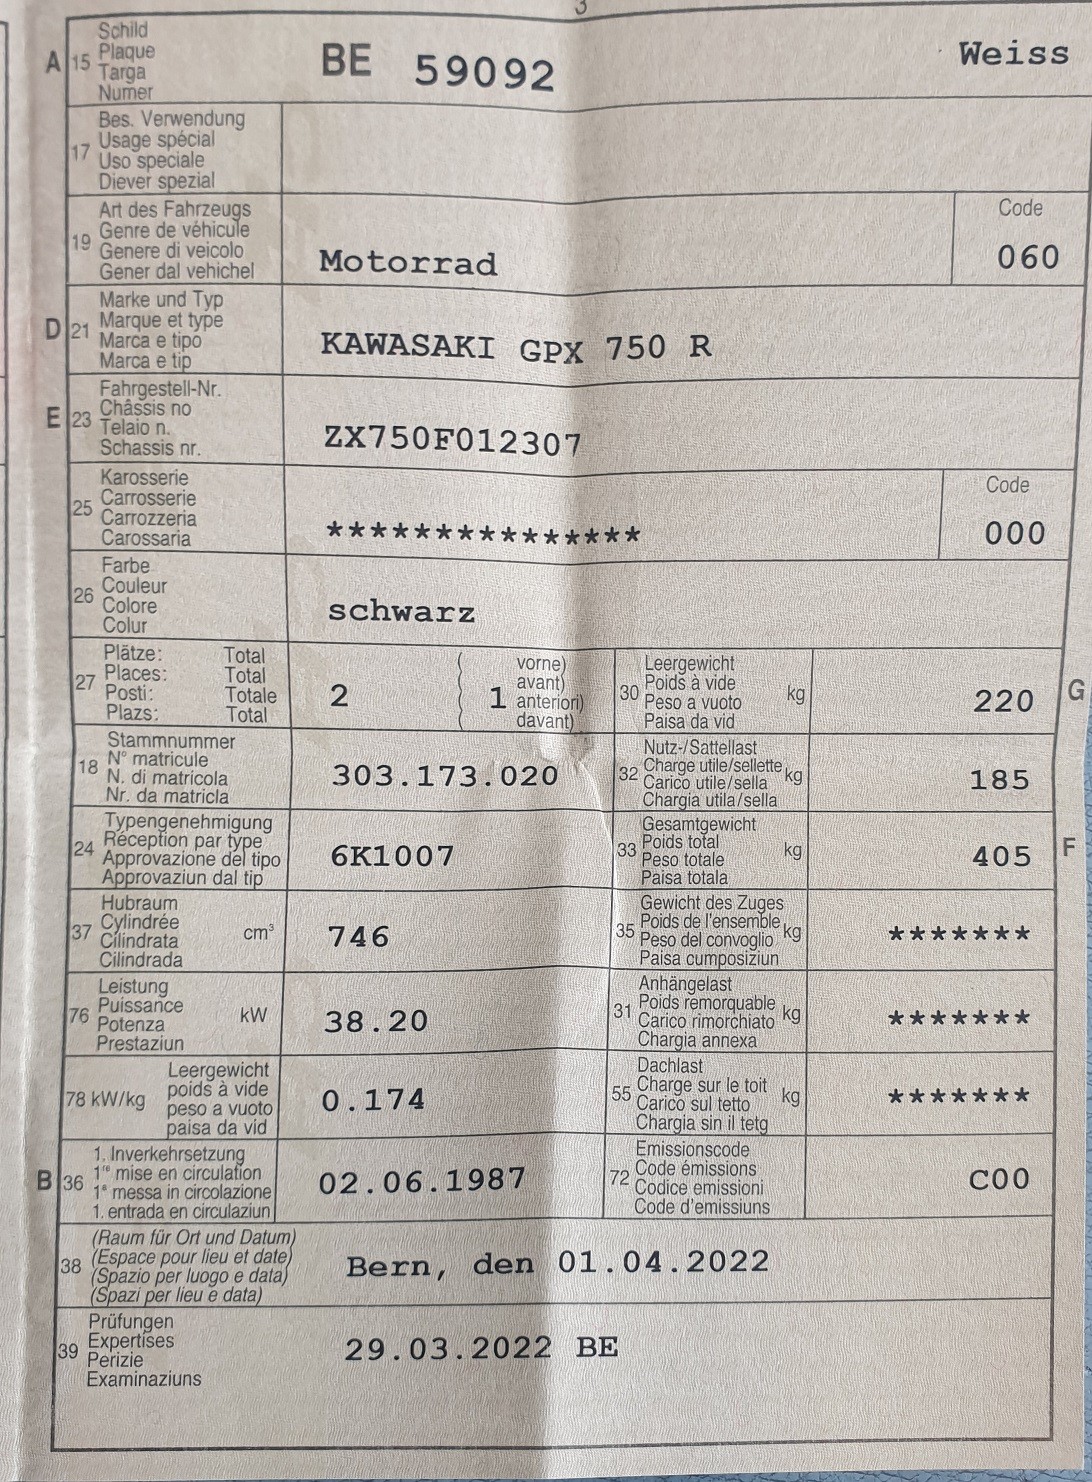 3
A 15 Schild
Plaque
Targa
Numer
BE 59092 Weiss
17 Bes. Verwendung
Usage spécial
Uso speciale
Diever spezial
19 Art des Fahrzeugs
Genre de véhicule
Genere di veicolo
Gener dal vehichel
Motorrad
Code
060
D 21 Marke und Typ
Marque et type
Marca e tipo
Marca e tip
KAWASAKI GPX 750 R
E 23 Fahrgestell-Nr.
Châssis no
Telaio n.
Schassis nr.
ZX750F012307
25 Karosserie
Carrosserie
Carrozzeria
Carossaria
***************
Code
000
26 Farbe
Couleur
Colore
Colur
schwarz
27 Plätze: Total
Places: Total
Posti: Totale
Plazs: Total
2 ( 1 vorne)
avant)
anteriori)
davant)
30 Leergewicht
Poids à vide
Peso a vuoto
Paisa da vid
kg 220 G
18 Stammnummer
N° matricule
N. di matricola
Nr. da matricla
303.173.020
32 Nutz-/Sattellast
Charge utile/sellette
Carico utile/sella
Chargia utila/sella
kg 185
24 Typengenehmigung
Réception par type
Approvazione del tipo
Approvaziun dal tip
6K1007
33 Gesamtgewicht
Poids total
Peso totale
Paisa totala
kg 405 F
37 Hubraum
Cylindrée
Cilindrata
Cilindrada
cm³ 746
35 Gewicht des Zuges
Poids de l'ensemble
Peso del convoglio
Paisa cumposiziun
kg *******
76 Leistung
Puissance
Potenza
Prestaziun
kW 38.20
31 Anhängelast
Poids remorquable
Carico rimorchiato
Chargia annexa
kg *******
78 kW/kg Leergewicht
poids à vide
peso a vuoto
paisa da vid
0.174
55 Dachlast
Charge sur le toit
Carico sul tetto
Chargia sin il tetg
kg *******
B 36 1. Inverkehrsetzung
1re mise en circulation
1a messa in circolazione
1. entrada en circulaziun
02.06.1987
72 Emissionscode
Code émissions
Codice emissioni
Code d'emissiuns
C00
38 (Raum für Ort und Datum)
(Espace pour lieu et date)
(Spazio per luogo e data)
(Spazi per lieu e data)
Bern, den 01.04.2022
39 Prüfungen
Expertises
Perizie
Examinaziuns
29.03.2022 BE